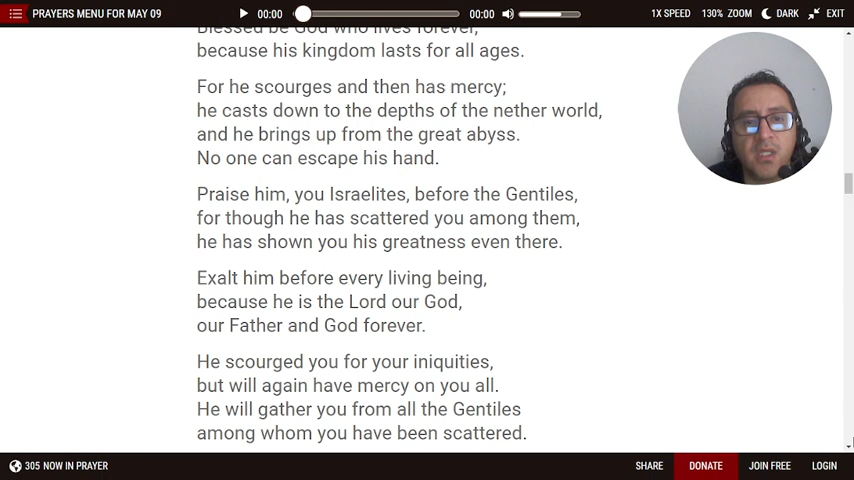 PRAYERS MENU FOR MAY 09
00:00
00:00
1X SPEED
130% ZOOM
DARK
EXIT
Blessed be God who lives forever,
because his kingdom lasts for all ages.
For he scourges and then has mercy;
he casts down to the depths of the nether world,
and he brings up from the great abyss.
No one can escape his hand.
Praise him, you Israelites, before the Gentiles,
for though he has scattered you among them,
he has shown you his greatness even there.
Exalt him before every living being,
because he is the Lord our God,
our Father and God forever.
He scourged you for your iniquities,
but will again have mercy on you all.
He will gather you from all the Gentiles
among whom you have been scattered.
305 NOW IN PRAYER
SHARE
DONATE
JOIN FREE
LOGIN